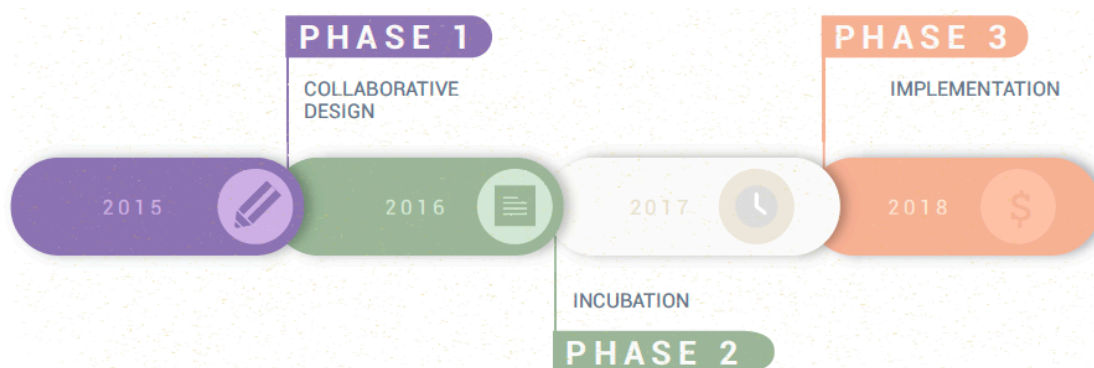 PHASE 1
PHASE 3
COLLABORATIVE
DESIGN
IMPLEMENTATION
2015
2016
2017
2018
$
INCUBATION
PHASE 2